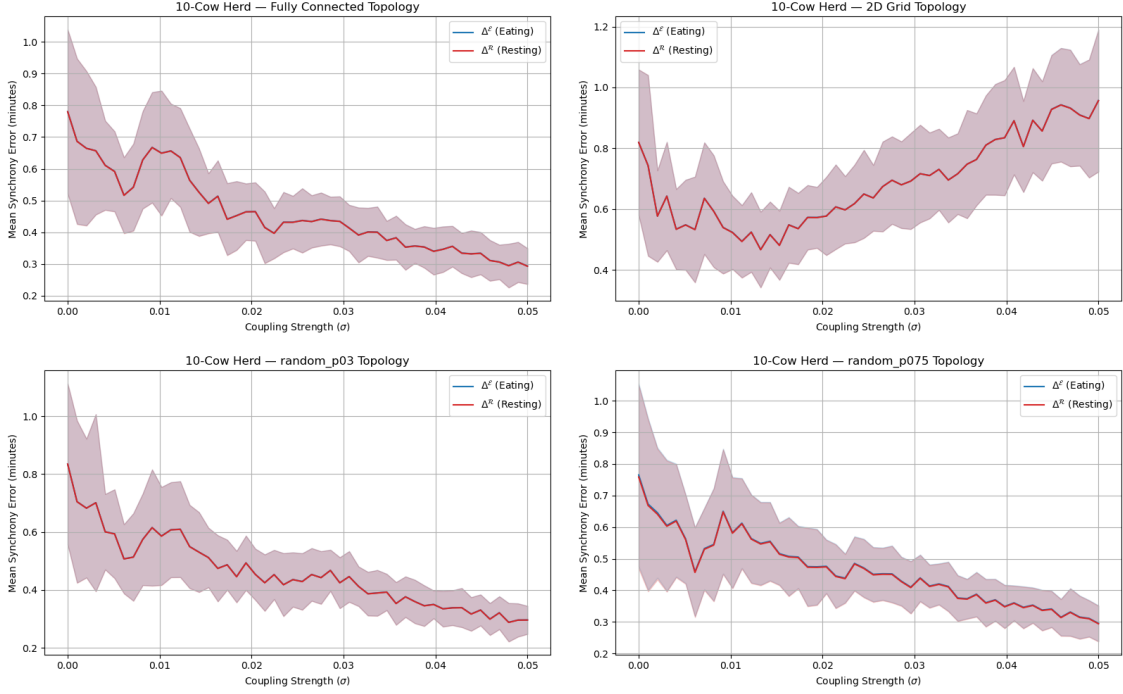 10-Cow Herd — Fully Connected Topology
Mean Synchrony Error (minutes)
1.0
0.9
0.8
0.7
0.6
0.5
0.4
0.3
0.2
Δ^ℰ (Eating)
Δ^ℛ (Resting)
0.00 0.01 0.02 0.03 0.04 0.05
Coupling Strength (σ)
10-Cow Herd — 2D Grid Topology
Mean Synchrony Error (minutes)
1.2
1.0
0.8
0.6
0.4
Δ^ℰ (Eating)
Δ^ℛ (Resting)
0.00 0.01 0.02 0.03 0.04 0.05
Coupling Strength (σ)
10-Cow Herd — random_p03 Topology
Mean Synchrony Error (minutes)
1.0
0.8
0.6
0.4
0.2
Δ^ℰ (Eating)
Δ^ℛ (Resting)
0.00 0.01 0.02 0.03 0.04 0.05
Coupling Strength (σ)
10-Cow Herd — random_p075 Topology
Mean Synchrony Error (minutes)
1.0
0.9
0.8
0.7
0.6
0.5
0.4
0.3
0.2
Δ^ℰ (Eating)
Δ^ℛ (Resting)
0.00 0.01 0.02 0.03 0.04 0.05
Coupling Strength (σ)